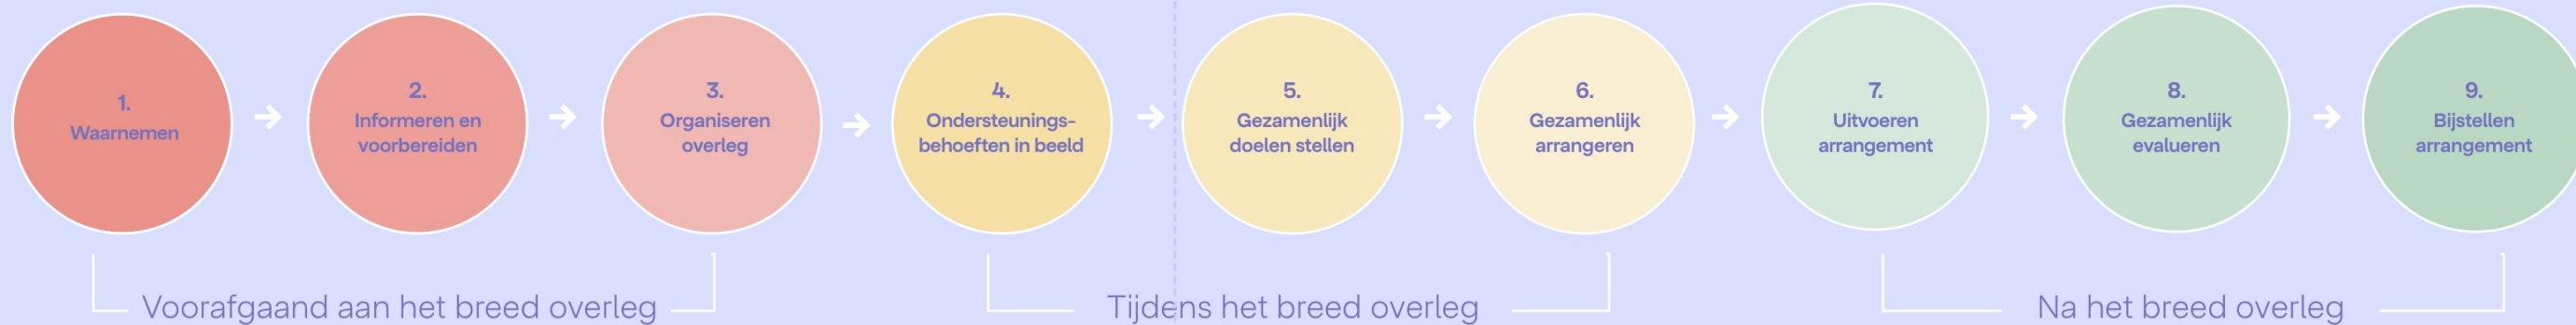 1.
Waarnemen
2.
Informeren en
voorbereiden
3.
Organiseren
overleg
4.
Ondersteunings-
behoeften in beeld
5.
Gezamenlijk
doelen stellen
6.
Gezamenlijk
arrangeren
7.
Uitvoeren
arrangement
8.
Gezamenlijk
evalueren
9.
Bijstellen
arrangement
Voorafgaand aan het breed overleg
Tijdens het breed overleg
Na het breed overleg